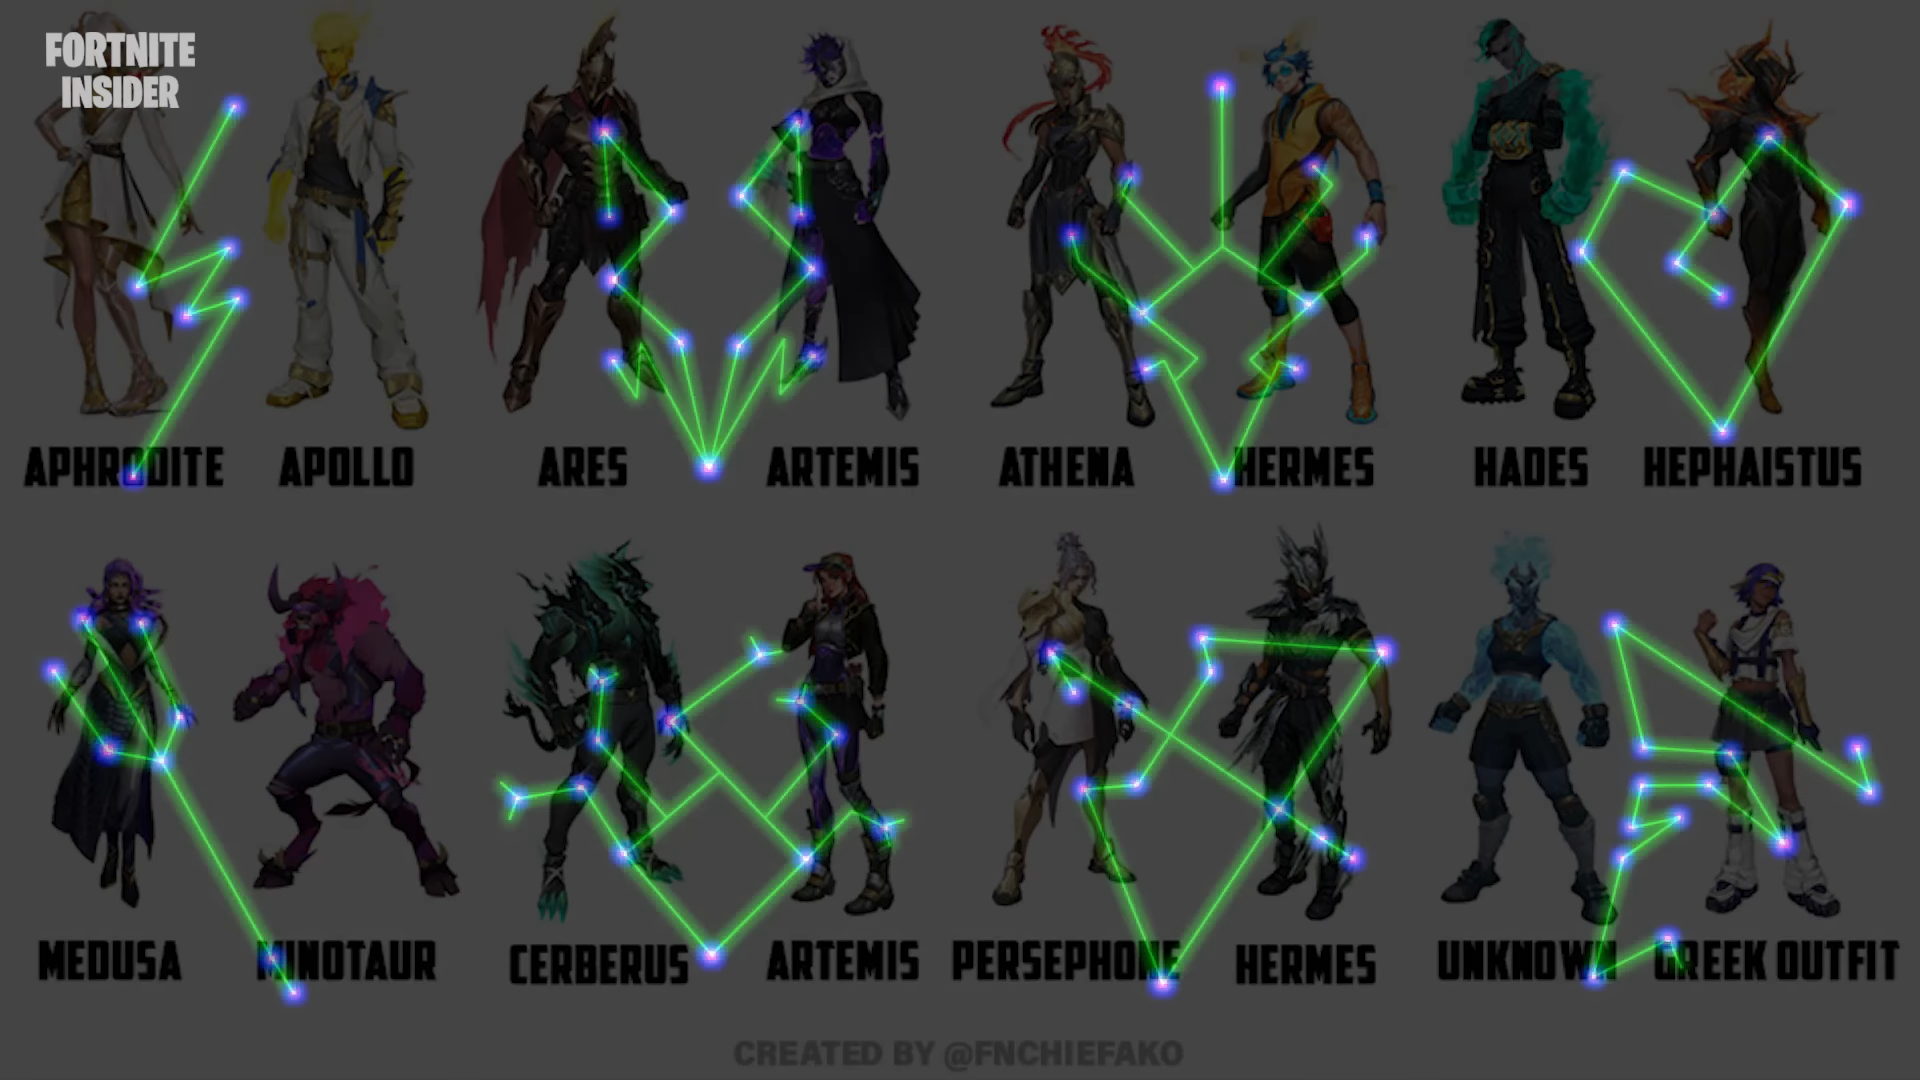 FORTNITE
INSIDER
APHRODITE APOLLO ARES ARTEMIS ATHENA HERMES HADES HEPHAISTUS
MEDUSA MINOTAUR CERBERUS ARTEMIS PERSEPHONE HERMES UNKNOWN GREEK OUTFIT
CREATED BY @FNCHIEFAKO